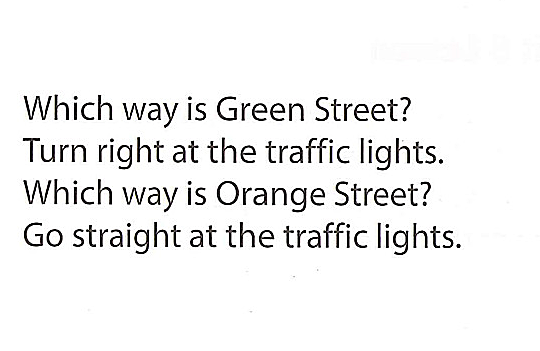 Which way is Green Street?
Turn right at the traffic lights.
Which way is Orange Street?
Go straight at the traffic lights.